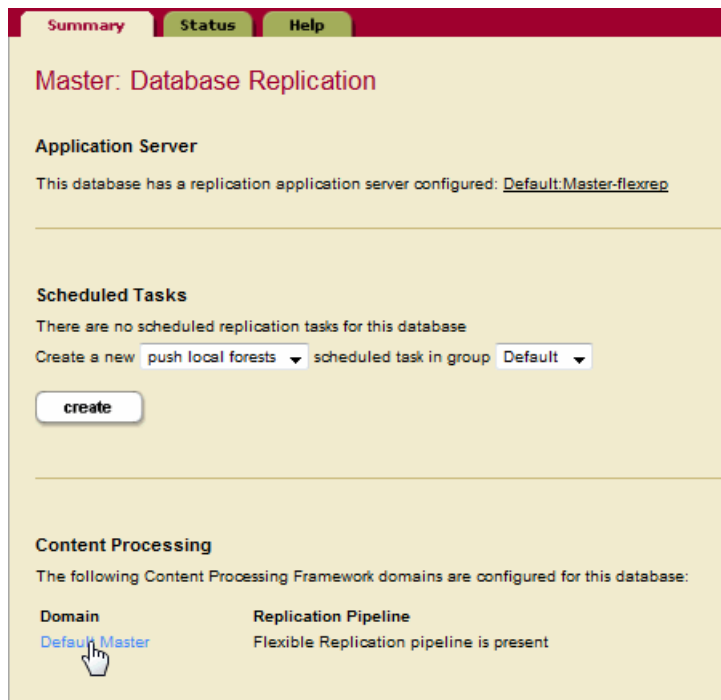 Summary Status Help
Master: Database Replication
Application Server
This database has a replication application server configured: Default:Master-flexrep
Scheduled Tasks
There are no scheduled replication tasks for this database
Create a new push local forests scheduled task in group Default
create
Content Processing
The following Content Processing Framework domains are configured for this database:
Domain Replication Pipeline
Default Master Flexible Replication pipeline is present